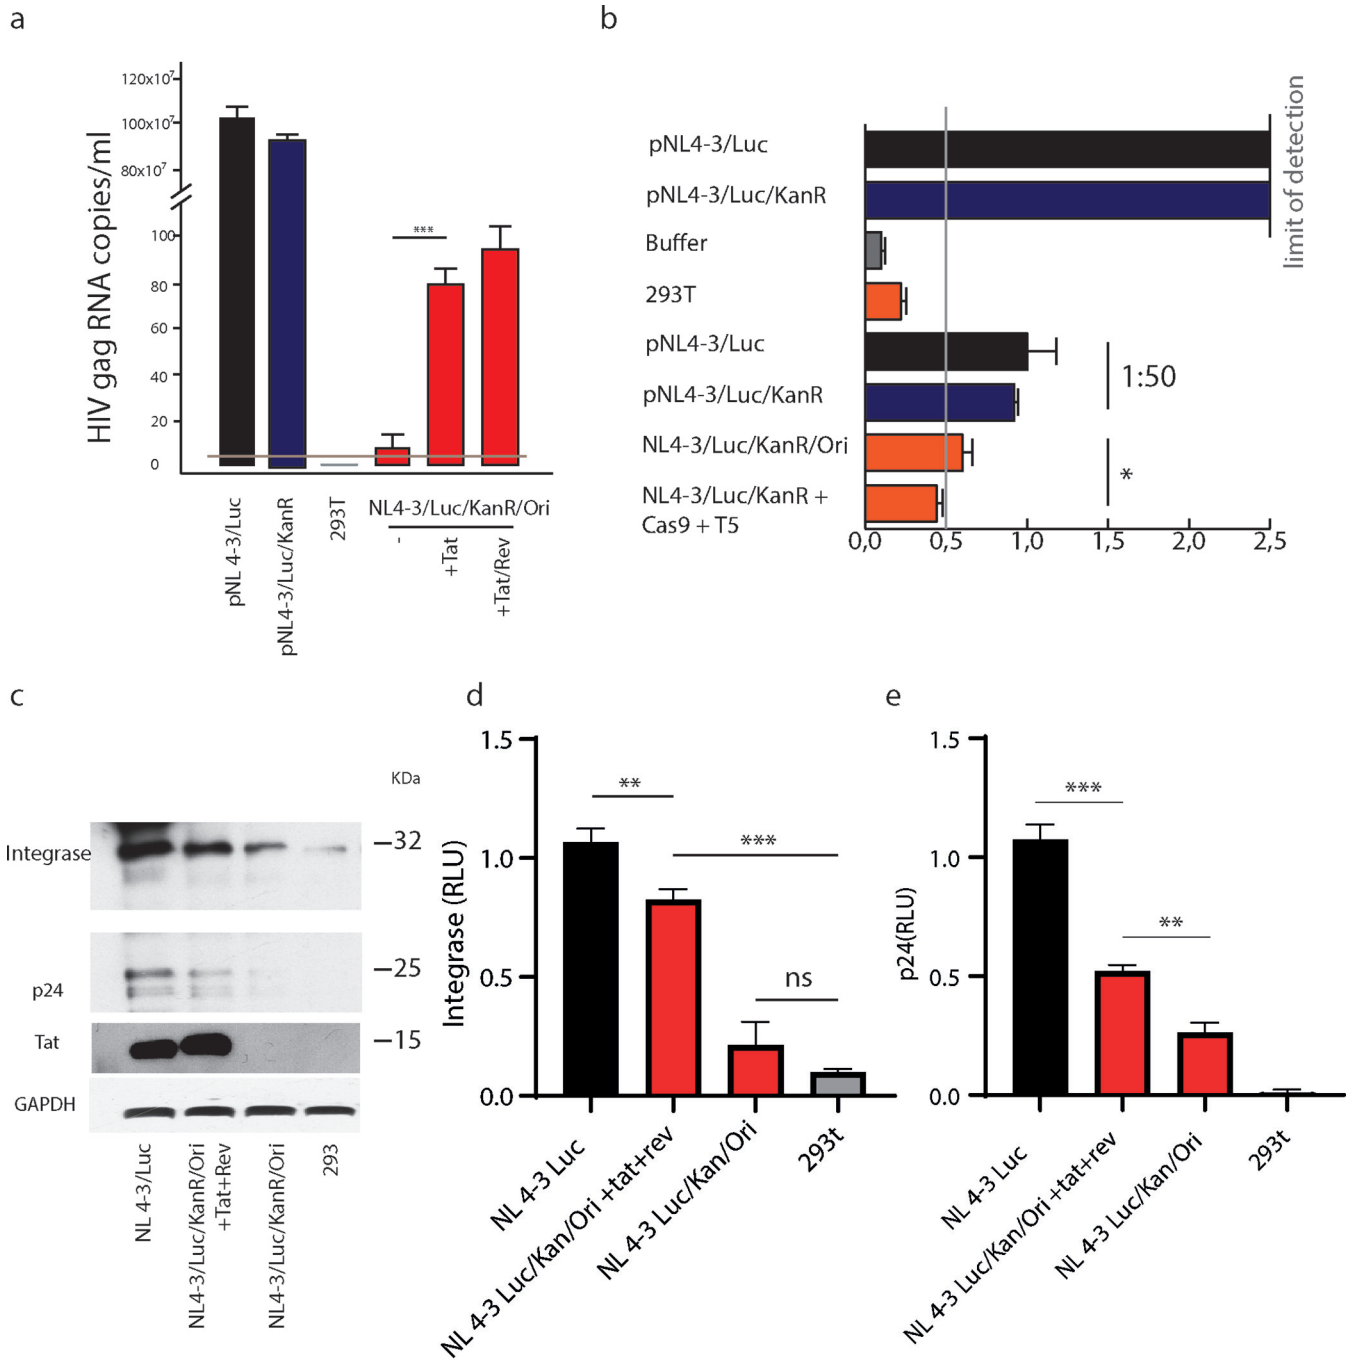 a
HIV gag RNA copies/ml
120x10⁷
100x10⁷
80x10⁷
100
80
60
40
20
0
***
pNL 4-3/Luc
pNL4-3/Luc/KanR
293T
NL4-3/Luc/KanR/Ori
-
+Tat
+Tat/Rev
b
pNL4-3/Luc
pNL4-3/Luc/KanR
Buffer
293T
pNL4-3/Luc
pNL4-3/Luc/KanR
NL4-3/Luc/KanR/Ori
NL4-3/Luc/KanR +
Cas9 + T5
limit of detection
1:50
*
0,0 0,5 1,0 1,5 2,0 2,5
c
KDa
Integrase
–32
p24
–25
Tat
–15
GAPDH
NL 4-3/Luc
NL4-3/Luc/KanR/Ori
+Tat+Rev
NL4-3/Luc/KanR/Ori
293
d
Integrase (RLU)
1.5
1.0
0.5
0.0
**
***
ns
NL 4-3 Luc
NL 4-3 Luc/Kan/Ori +tat+rev
NL 4-3 Luc/Kan/Ori
293t
e
p24(RLU)
1.5
1.0
0.5
0.0
***
**
NL 4-3 Luc
NL 4-3 Luc/Kan/Ori +tat+rev
NL 4-3 Luc/Kan/Ori
293t